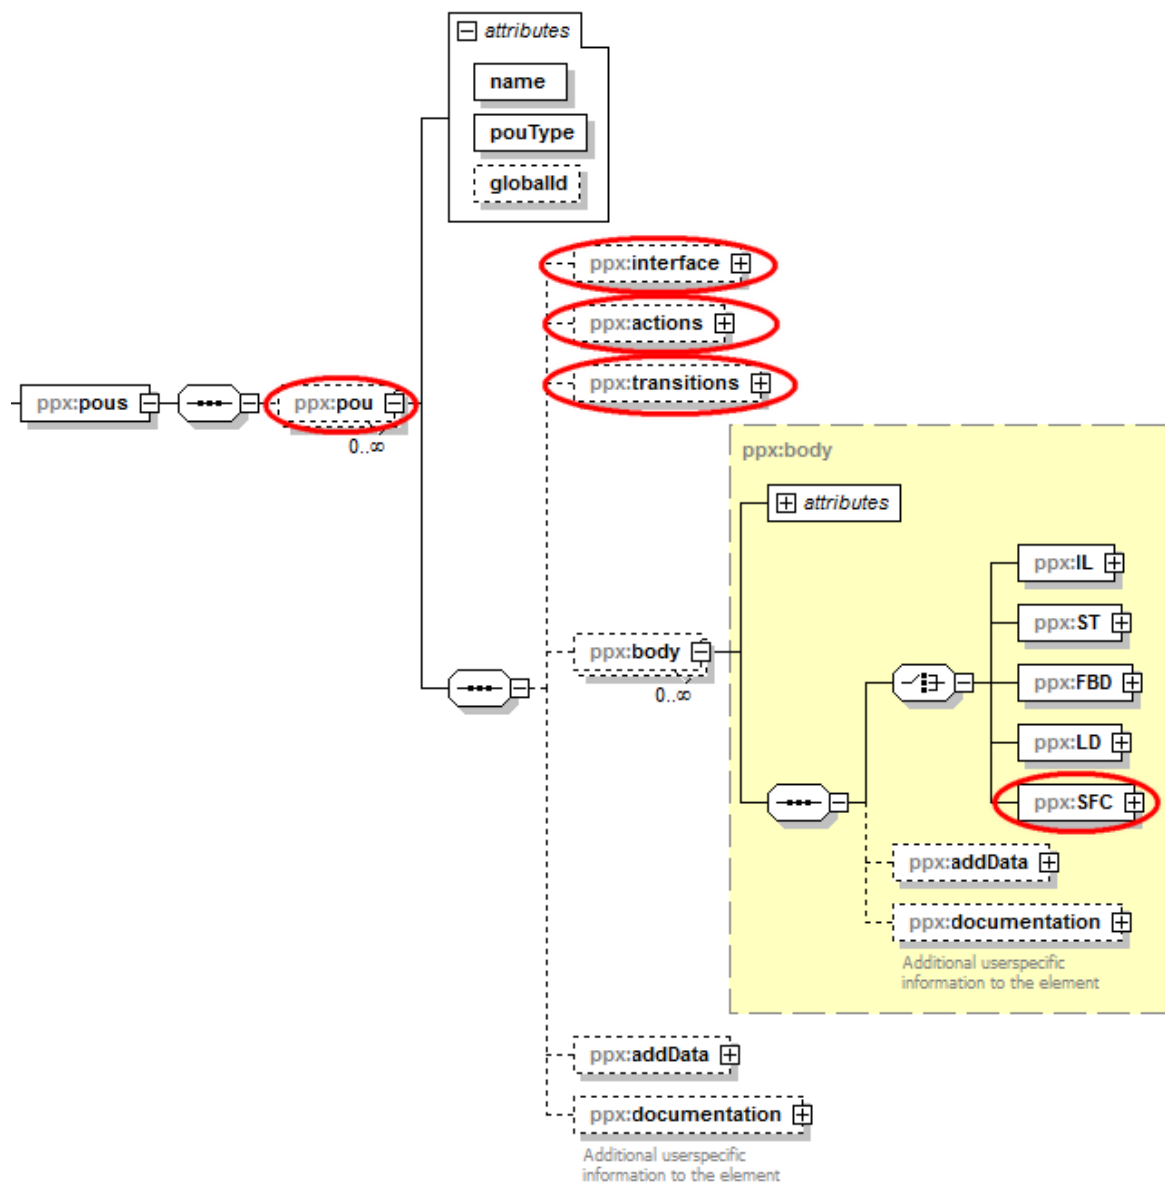 attributes
name
pouType
globalId
ppx:interface
ppx:actions
ppx:transitions
ppx:pous
ppx:pou
0..∞
ppx:body
attributes
ppx:IL
ppx:ST
ppx:body
0..∞
ppx:FBD
ppx:LD
ppx:SFC
ppx:addData
ppx:documentation
Additional userspecific
information to the element
ppx:addData
ppx:documentation
Additional userspecific
information to the element